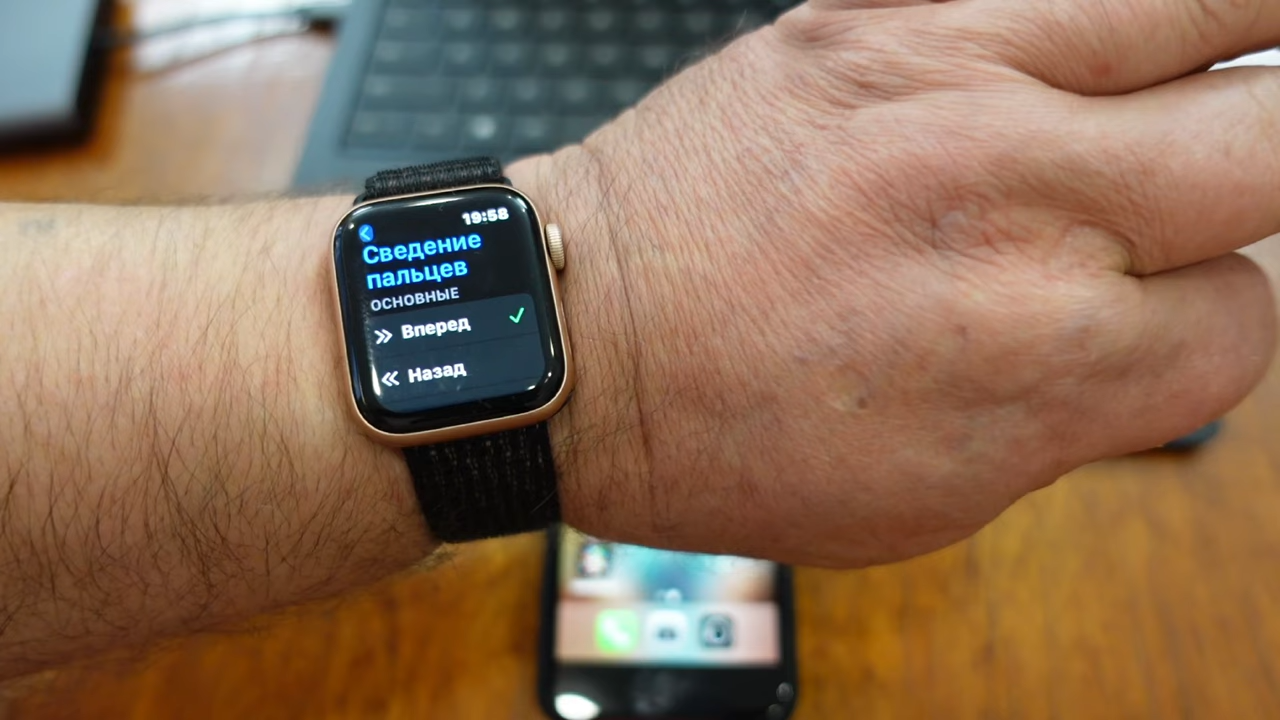 19:58
Сведение
пальцев
ОСНОВНЫЕ
Вперед
Назад